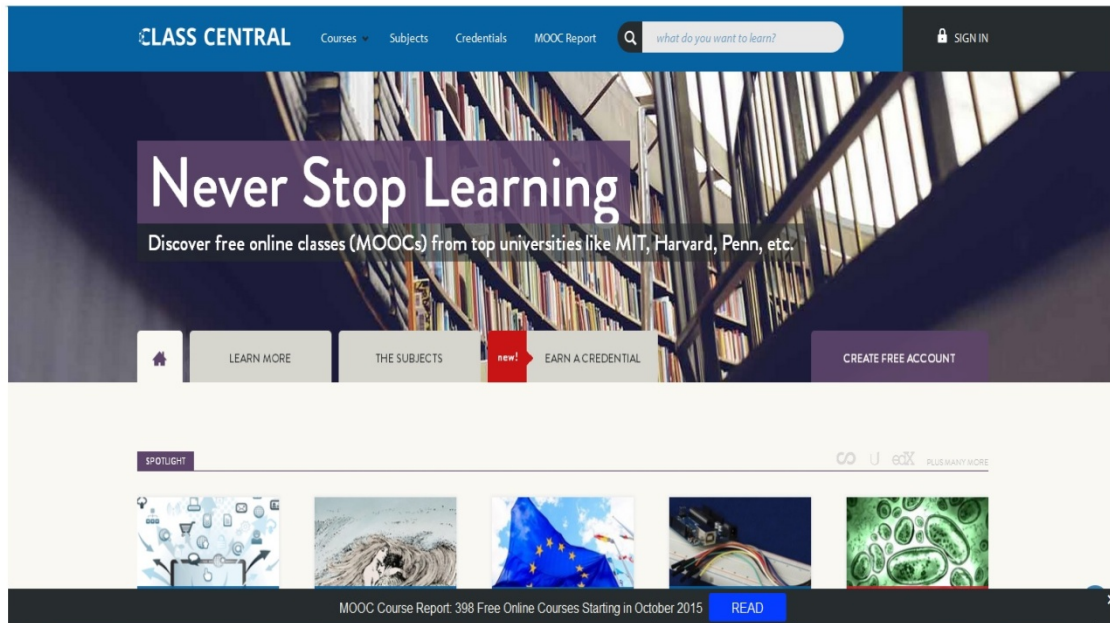 CLASS CENTRAL Courses Subjects Credentials MOOC Report what do you want to learn? SIGN IN
Never Stop Learning
Discover free online classes (MOOCs) from top universities like MIT, Harvard, Penn, etc.
LEARN MORE THE SUBJECTS new! EARN A CREDENTIAL CREATE FREE ACCOUNT
SPOTLIGHT U edX PLUS MANY MORE
MOOC Course Report: 398 Free Online Courses Starting in October 2015 READ